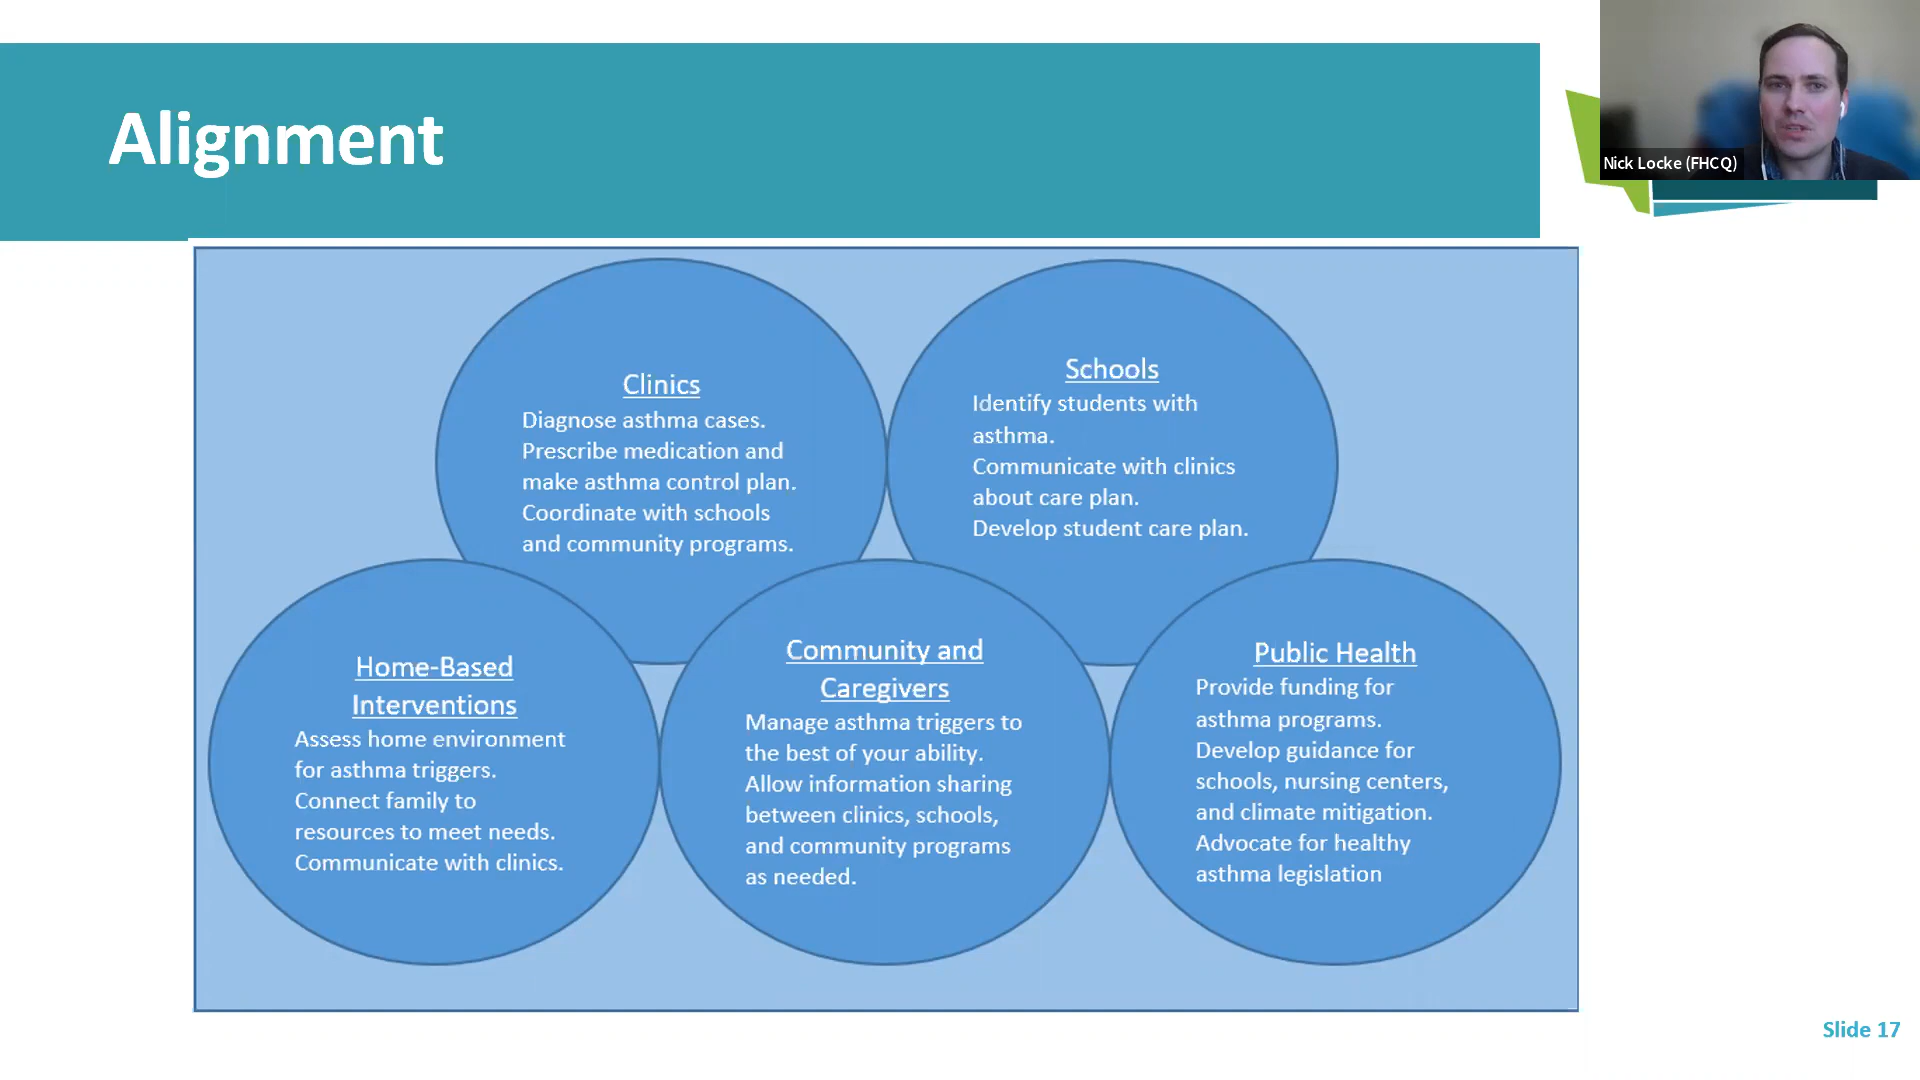 Alignment
Nick Locke (FHCQ)
Clinics
Diagnose asthma cases.
Prescribe medication and
make asthma control plan.
Coordinate with schools
and community programs.
Schools
Identify students with
asthma.
Communicate with clinics
about care plan.
Develop student care plan.
Home-Based
Interventions
Assess home environment
for asthma triggers.
Connect family to
resources to meet needs.
Communicate with clinics.
Community and
Caregivers
Manage asthma triggers to
the best of your ability.
Allow information sharing
between clinics, schools,
and community programs
as needed.
Public Health
Provide funding for
asthma programs.
Develop guidance for
schools, nursing centers,
and climate mitigation.
Advocate for healthy
asthma legislation
Slide 17